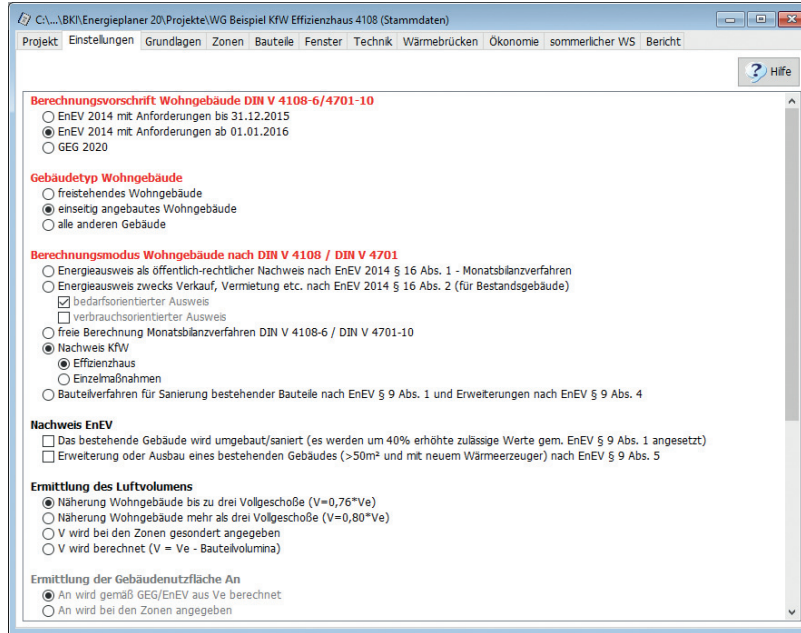 C:\...\BKI\Energieplaner 20\Projekte\WG Beispiel KfW Effizienzhaus 4108 (Stammdaten)
Projekt Einstellungen Grundlagen Zonen Bauteile Fenster Technik Wärmebrücken Ökonomie sommerlicher WS Bericht
? Hilfe
Berechnungsvorschrift Wohngebäude DIN V 4108-6/4701-10
EnEV 2014 mit Anforderungen bis 31.12.2015
EnEV 2014 mit Anforderungen ab 01.01.2016
GEG 2020
Gebäudetyp Wohngebäude
freistehendes Wohngebäude
einseitig angebautes Wohngebäude
alle anderen Gebäude
Berechnungsmodus Wohngebäude nach DIN V 4108 / DIN V 4701
Energieausweis als öffentlich-rechtlicher Nachweis nach EnEV 2014 § 16 Abs. 1 - Monatsbilanzverfahren
Energieausweis zwecks Verkauf, Vermietung etc. nach EnEV 2014 § 16 Abs. 2 (für Bestandsgebäude)
bedarfsorientierter Ausweis
verbrauchsorientierter Ausweis
freie Berechnung Monatsbilanzverfahren DIN V 4108-6 / DIN V 4701-10
Nachweis KfW
Effizienzhaus
Einzelmaßnahmen
Bauteilverfahren für Sanierung bestehender Bauteile nach EnEV § 9 Abs. 1 und Erweiterungen nach EnEV § 9 Abs. 4
Nachweis EnEV
Das bestehende Gebäude wird umgebaut/saniert (es werden um 40% erhöhte zulässige Werte gem. EnEV § 9 Abs. 1 angesetzt)
Erweiterung oder Ausbau eines bestehenden Gebäudes (>50m² und mit neuem Wärmeerzeuger) nach EnEV § 9 Abs. 5
Ermittlung des Luftvolumens
Näherung Wohngebäude bis zu drei Vollgeschoße (V=0,76*Ve)
Näherung Wohngebäude mehr als drei Vollgeschoße (V=0,80*Ve)
V wird bei den Zonen gesondert angegeben
V wird berechnet (V = Ve - Bauteilvolumina)
Ermittlung der Gebäudenutzfläche An
An wird gemäß GEG/EnEV aus Ve berechnet
An wird bei den Zonen angegeben